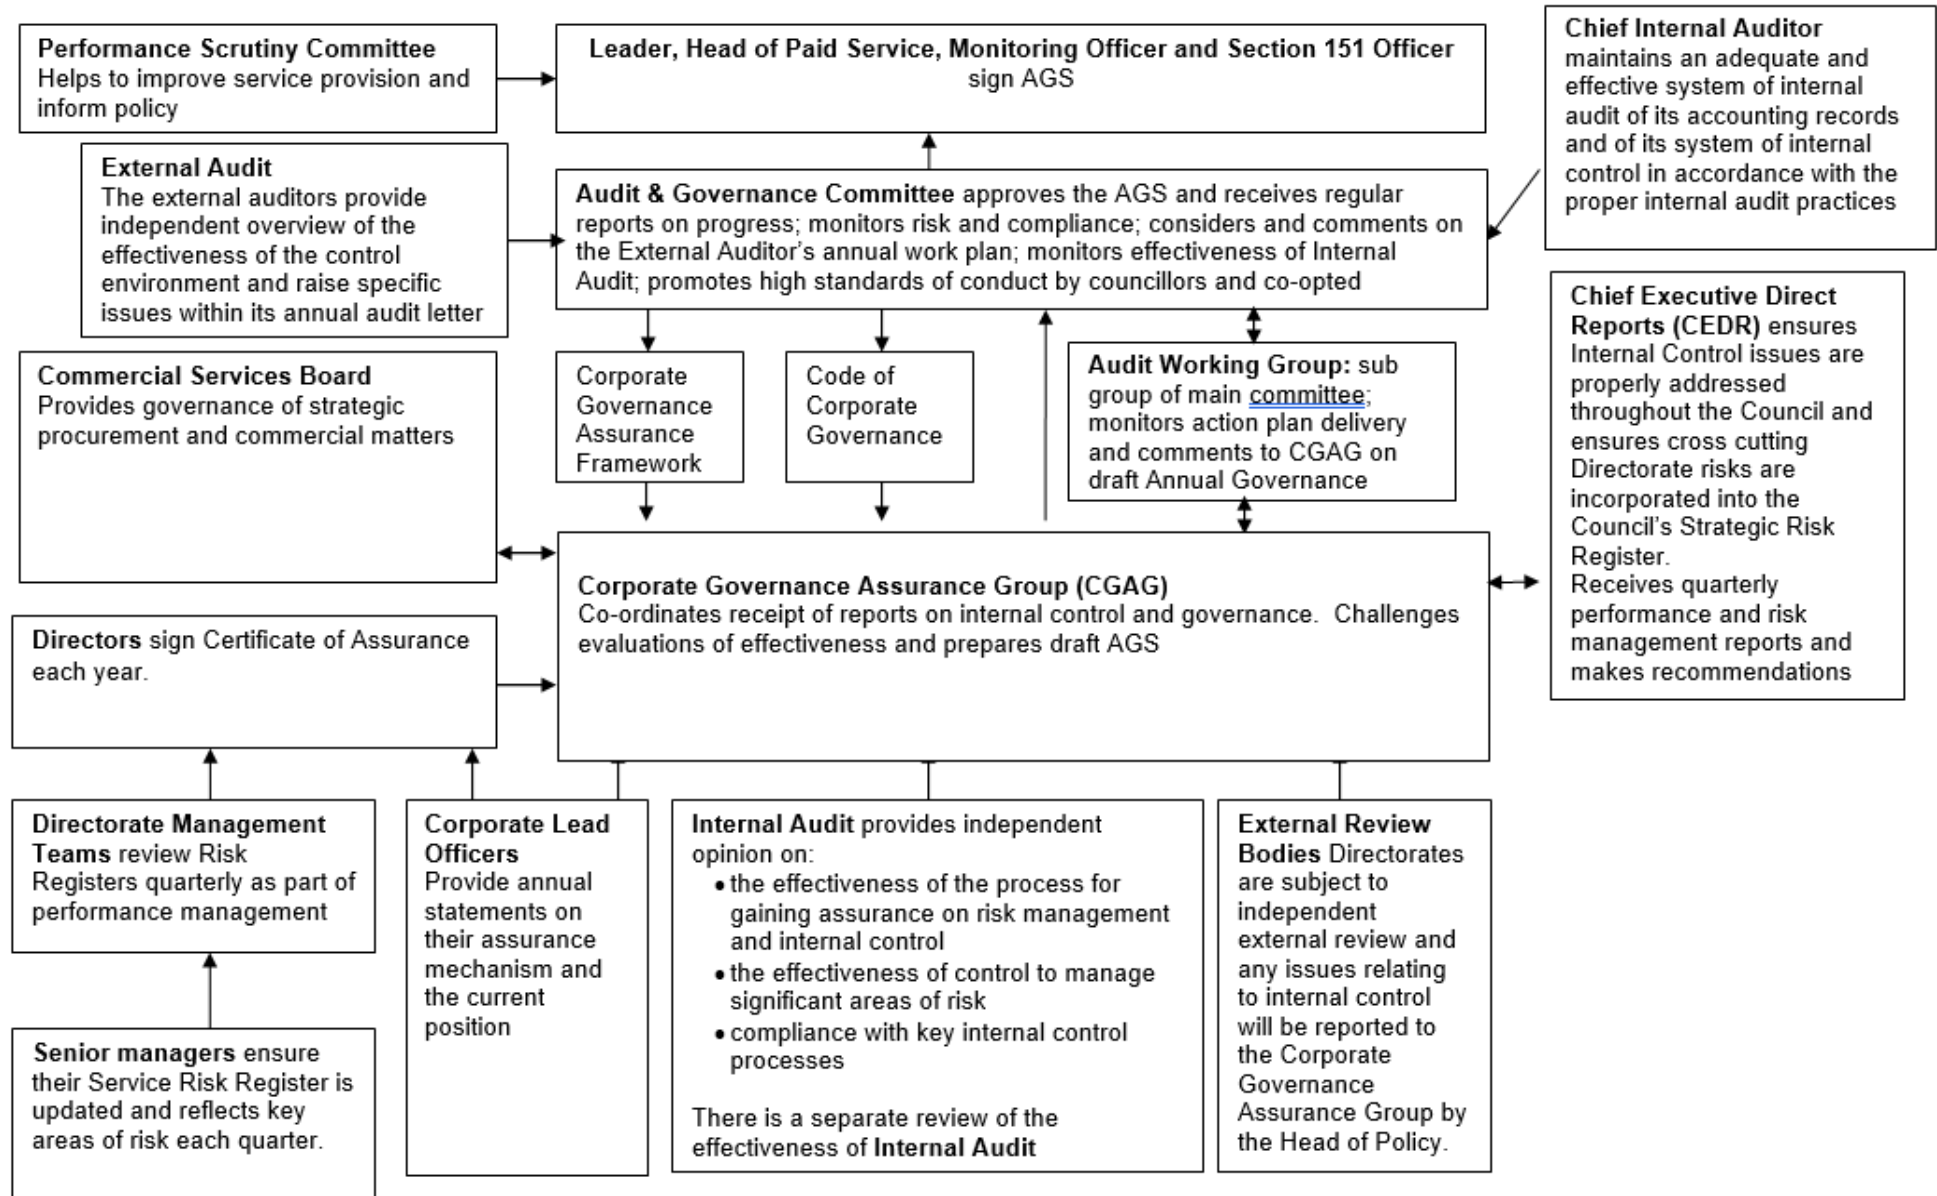 Performance Scrutiny Committee
Helps to improve service provision and
inform policy
Leader, Head of Paid Service, Monitoring Officer and Section 151 Officer
sign AGS
Chief Internal Auditor
maintains an adequate and
effective system of internal
audit of its accounting records
and of its system of internal
control in accordance with the
proper internal audit practices
External Audit
The external auditors provide
independent overview of the
effectiveness of the control
environment and raise specific
issues within its annual audit letter
Audit & Governance Committee approves the AGS and receives regular
reports on progress; monitors risk and compliance; considers and comments on
the External Auditor's annual work plan; monitors effectiveness of Internal
Audit; promotes high standards of conduct by councillors and co-opted
Chief Executive Direct
Reports (CEDR) ensures
Internal Control issues are
properly addressed
throughout the Council and
ensures cross cutting
Directorate risks are
incorporated into the
Council's Strategic Risk
Register.
Receives quarterly
performance and risk
management reports and
makes recommendations
Commercial Services Board
Provides governance of strategic
procurement and commercial matters
Corporate
Governance
Assurance
Framework
Code of
Corporate
Governance
Audit Working Group: sub
group of main committee;
monitors action plan delivery
and comments to CGAG on
draft Annual Governance
Corporate Governance Assurance Group (CGAG)
Co-ordinates receipt of reports on internal control and governance.  Challenges
evaluations of effectiveness and prepares draft AGS
Directors sign Certificate of Assurance
each year.
Directorate Management
Teams review Risk
Registers quarterly as part of
performance management
Corporate Lead
Officers
Provide annual
statements on
their assurance
mechanism and
the current
position
Internal Audit provides independent
opinion on:
• the effectiveness of the process for
gaining assurance on risk management
and internal control
• the effectiveness of control to manage
significant areas of risk
• compliance with key internal control
processes
There is a separate review of the
effectiveness of Internal Audit
External Review
Bodies Directorates
are subject to
independent
external review and
any issues relating
to internal control
will be reported to
the Corporate
Governance
Assurance Group by
the Head of Policy.
Senior managers ensure
their Service Risk Register is
updated and reflects key
areas of risk each quarter.